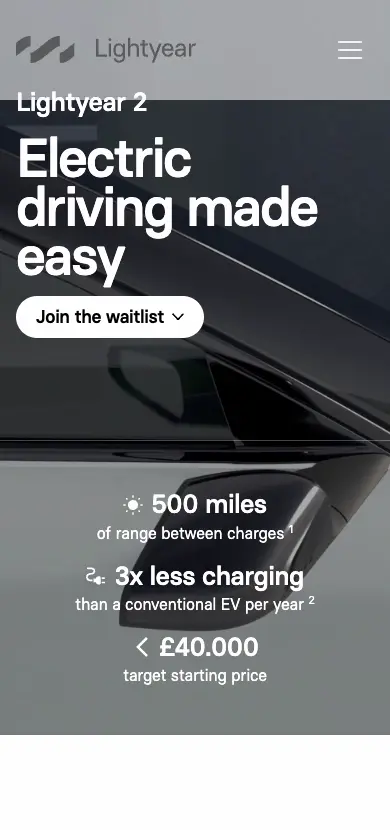 Lightyear
Lightyear 2
Electric
driving made
easy
Join the waitlist
500 miles
of range between charges ¹
3x less charging
than a conventional EV per year ²
< £40.000
target starting price